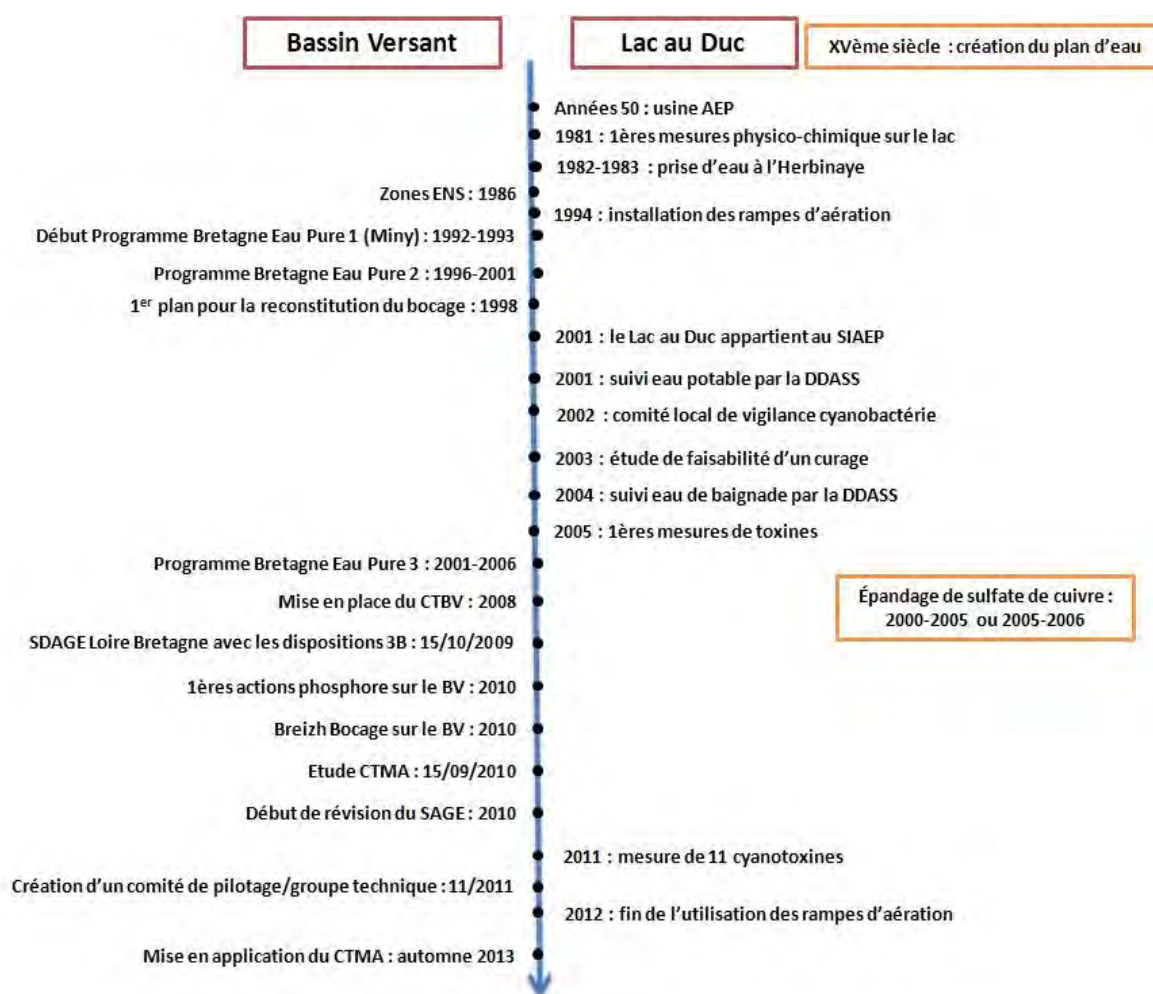 Bassin Versant
Lac au Duc
XVème siècle : création du plan d'eau
Années 50 : usine AEP
1981 : 1ères mesures physico-chimique sur le lac
1982-1983 : prise d'eau à l'Herbinaye
Zones ENS : 1986
1994 : installation des rampes d'aération
Début Programme Bretagne Eau Pure 1 (Miny) : 1992-1993
Programme Bretagne Eau Pure 2 : 1996-2001
1er plan pour la reconstitution du bocage : 1998
2001 : le Lac au Duc appartient au SIAEP
2001 : suivi eau potable par la DDASS
2002 : comité local de vigilance cyanobactérie
2003 : étude de faisabilité d'un curage
2004 : suivi eau de baignade par la DDASS
2005 : 1ères mesures de toxines
Programme Bretagne Eau Pure 3 : 2001-2006
Épandage de sulfate de cuivre :
2000-2005 ou 2005-2006
Mise en place du CTBV : 2008
SDAGE Loire Bretagne avec les dispositions 3B : 15/10/2009
1ères actions phosphore sur le BV : 2010
Breizh Bocage sur le BV : 2010
Etude CTMA : 15/09/2010
Début de révision du SAGE : 2010
2011 : mesure de 11 cyanotoxines
Création d'un comité de pilotage/groupe technique : 11/2011
2012 : fin de l'utilisation des rampes d'aération
Mise en application du CTMA : automne 2013